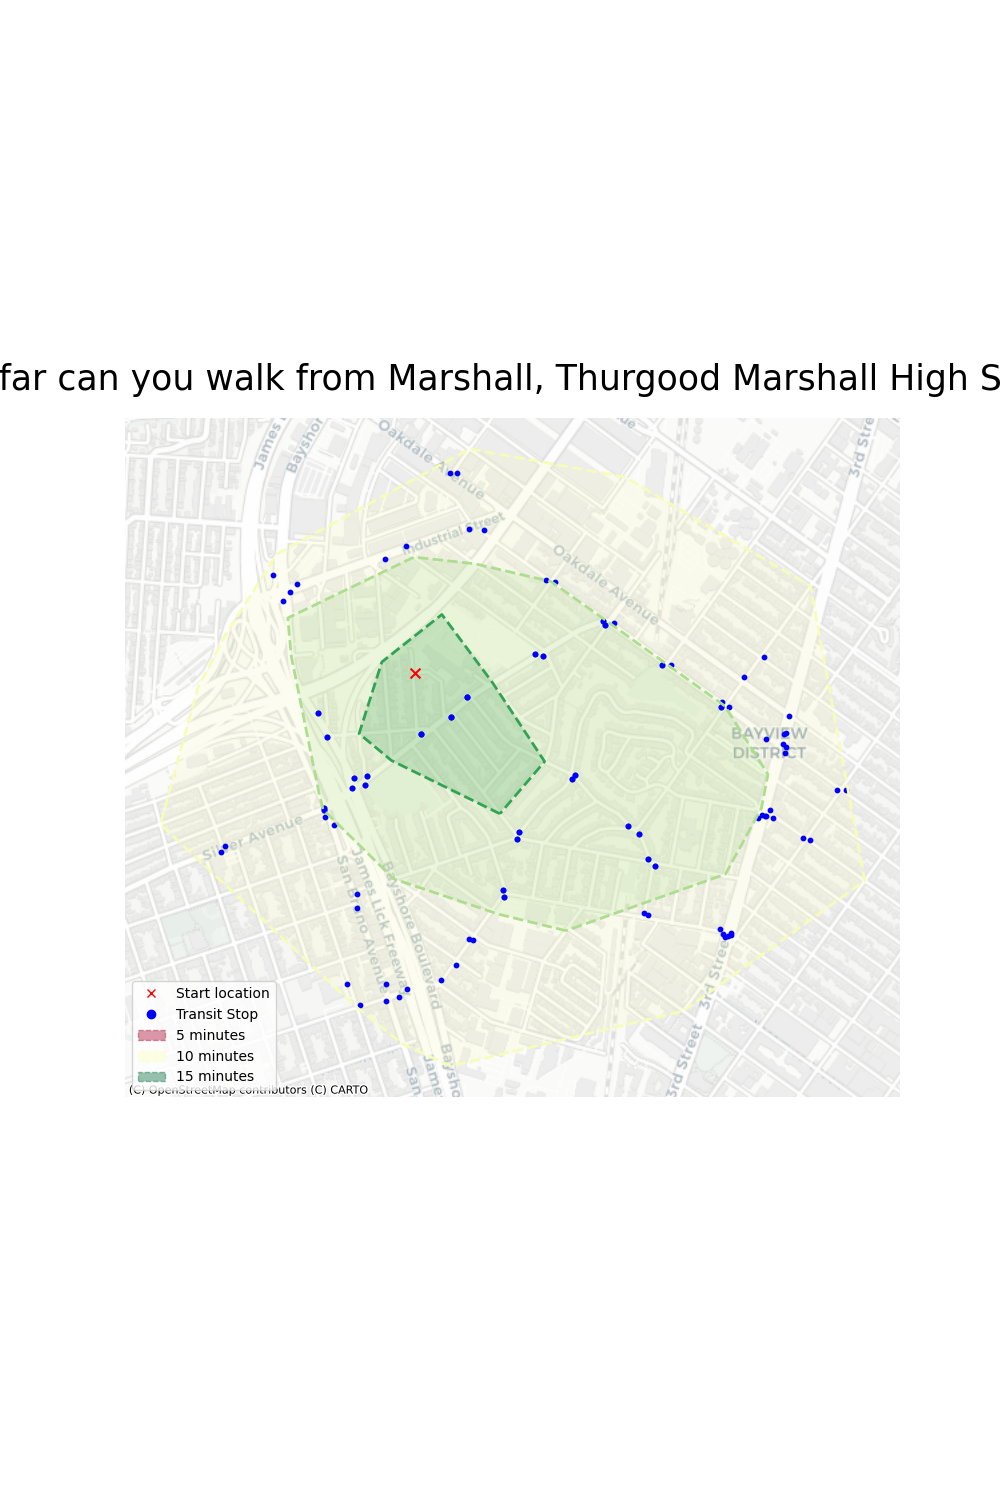 far can you walk from Marshall, Thurgood Marshall High S
James
Bayshor
Oakdale Avenue
3rd Stree
Industrial Street
Oakdale Avenue
BAYVIEW
DISTRICT
Silver Avenue
San Bruno Avenue
James Lick Freeway
Bayshore Boulevard
3rd Street
3rd Street
San
James
Baysho
Start location
Transit Stop
5 minutes
10 minutes
15 minutes
(C) OpenStreetMap contributors (C) CARTO